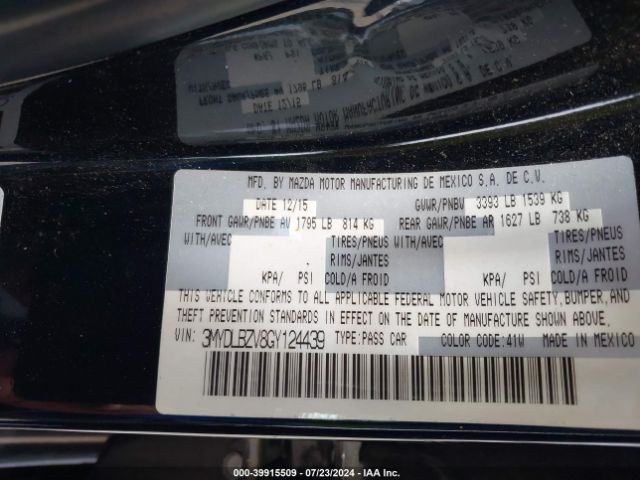 MFD. BY MAZDA MOTOR MANUFACTURING DE MEXICO S.A. DE C.V.
DATE 12/15 GVWR/PNBV 3393 LB 1539 KG
FRONT GAWR/PNBE AV 1795 LB 814 KG REAR GAWR/PNBE AR 1627 LB 738 KG
WITH/AVEC TIRES/PNEUS WITH/AVEC TIRES/PNEUS
RIMS/JANTES RIMS/JANTES
KPA/ PSI COLD/A FROID KPA/ PSI COLD/A FROID
THIS VEHICLE CONFORMS TO ALL APPLICABLE FEDERAL MOTOR VEHICLE SAFETY, BUMPER, AND
THEFT PREVENTION STANDARDS IN EFFECT ON THE DATE OF MANUFACTURE SHOWN ABOVE.
VIN: 3MYDLBZV8GY124439 TYPE:PASS CAR COLOR CODE:41W MADE IN MEXICO
000-39915509 - 07/23/2024 - IAA Inc.